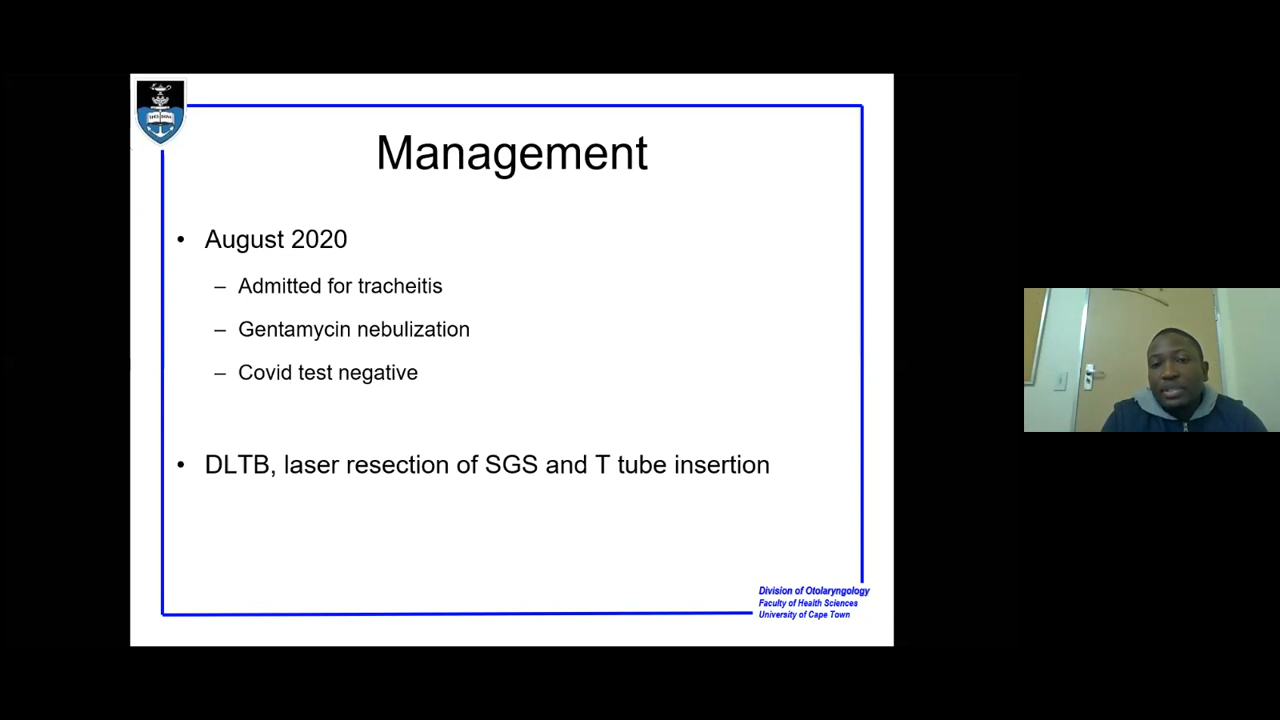 Management
• August 2020
– Admitted for tracheitis
– Gentamycin nebulization
– Covid test negative
• DLTB, laser resection of SGS and T tube insertion
Division of Otolaryngology
Faculty of Health Sciences
University of Cape Town